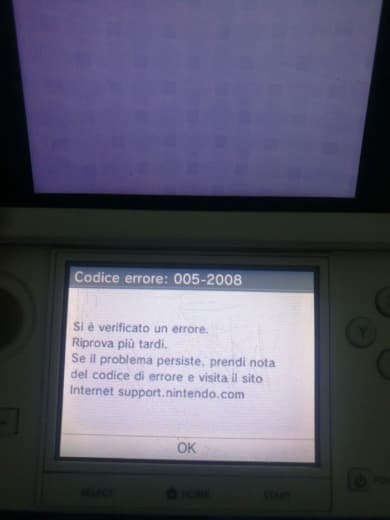 Codice errore: 005-2008
Si è verificato un errore.
Riprova più tardi.
Se il problema persiste, prendi nota
del codice di errore e visita il sito
Internet support.nintendo.com
OK
Y
SELECT HOME START